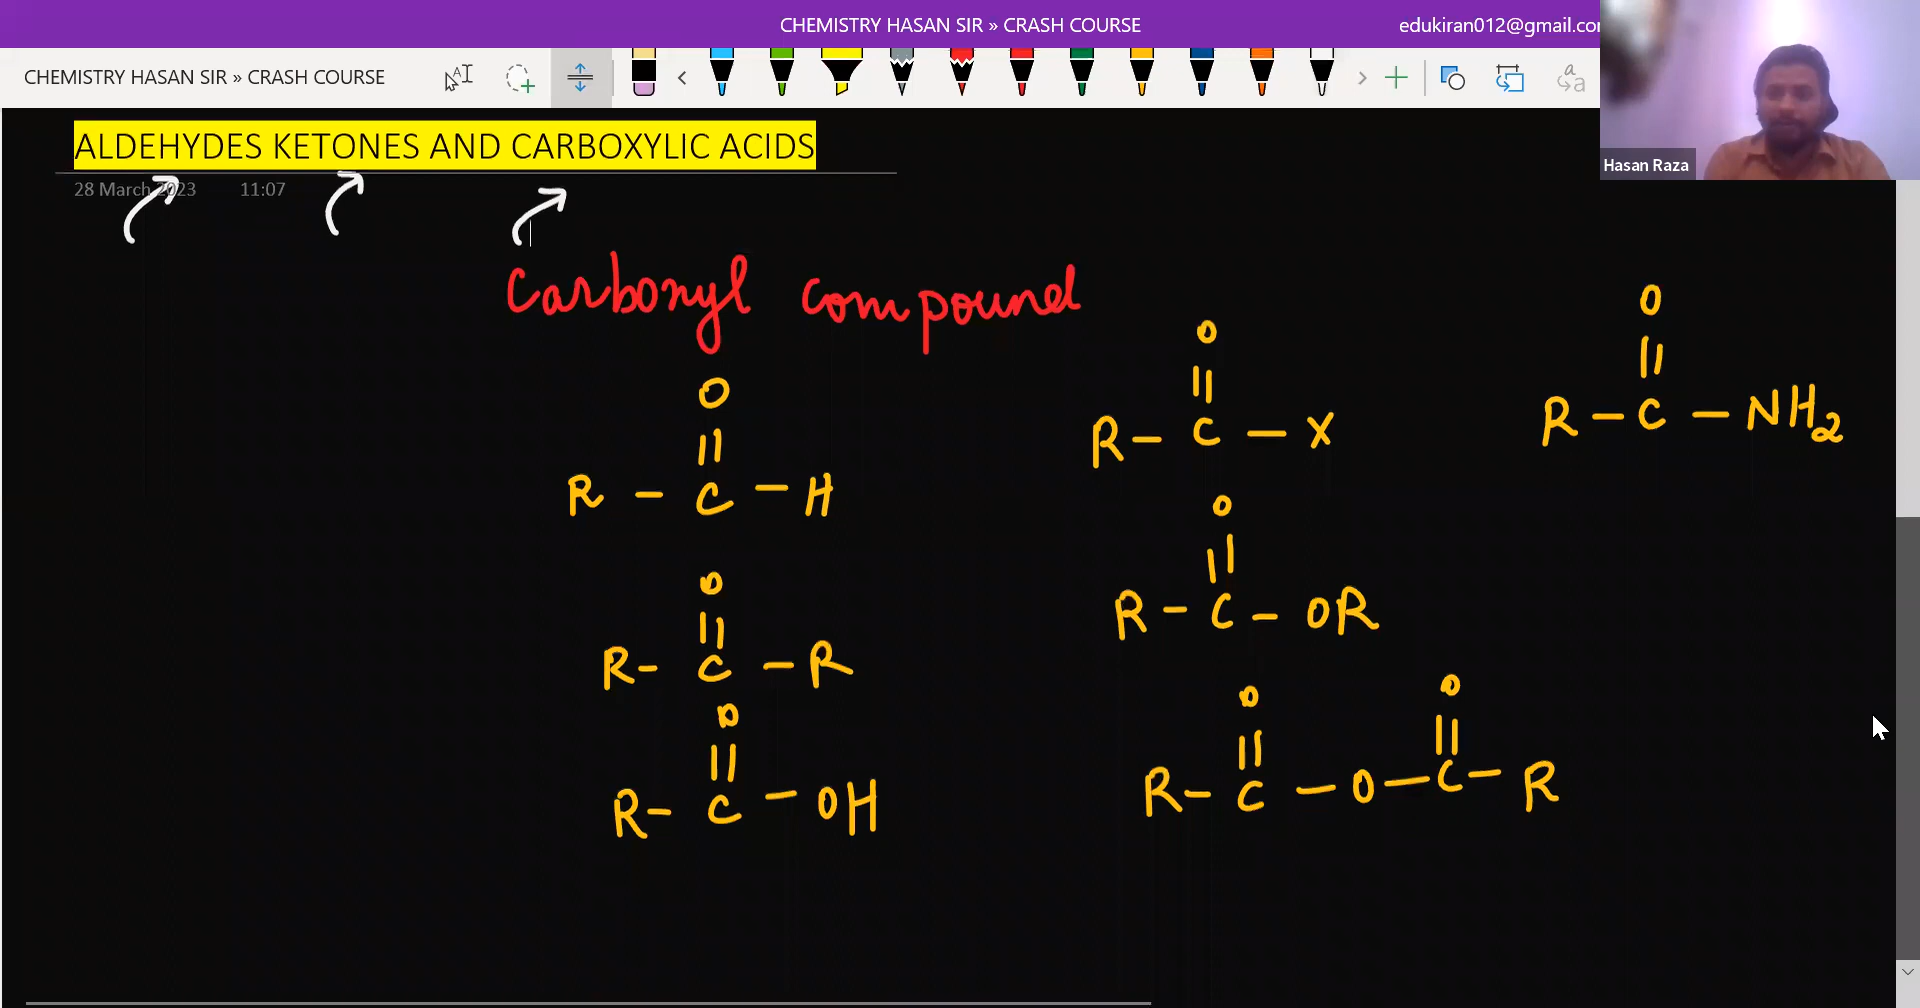 CHEMISTRY HASAN SIR » CRASH COURSE
edukiran012@gmail.co
CHEMISTRY HASAN SIR » CRASH COURSE
Hasan Raza
ALDEHYDES KETONES AND CARBOXYLIC ACIDS
28 March 2023 11:07
Carbonyl compound
O
||
R - C - H
O
||
R - C - R
O
||
R - C - OH
O
||
R - C - X
O
||
R - C - OR
O O
|| ||
R - C - O - C - R
O
||
R - C - NH2